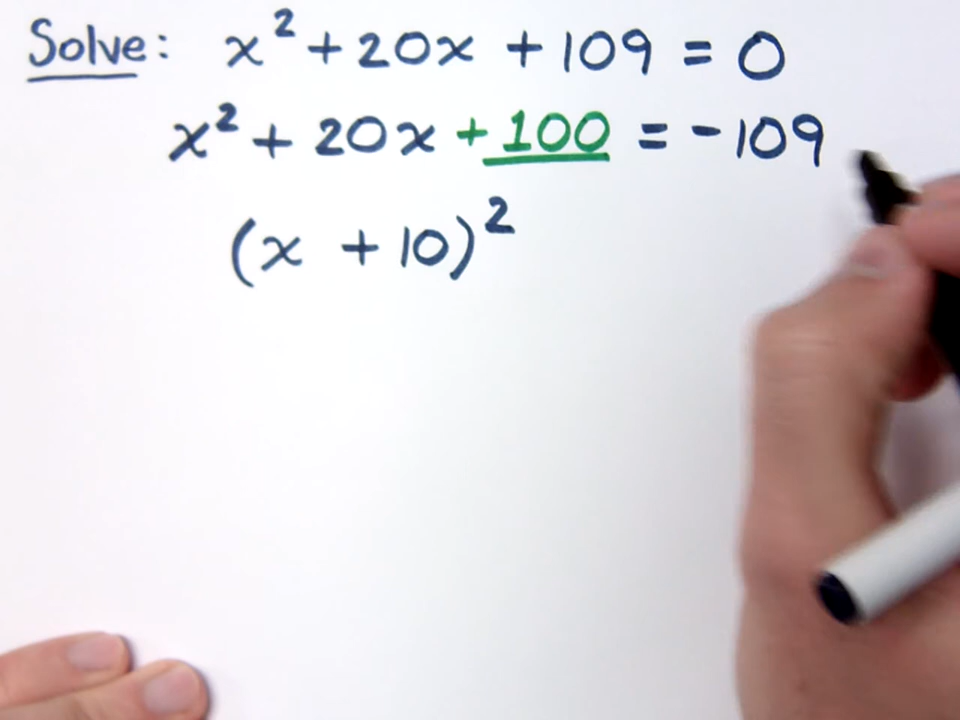 Solve: x² + 20x + 109 = 0
x² + 20x + 100 = -109
(x + 10)²